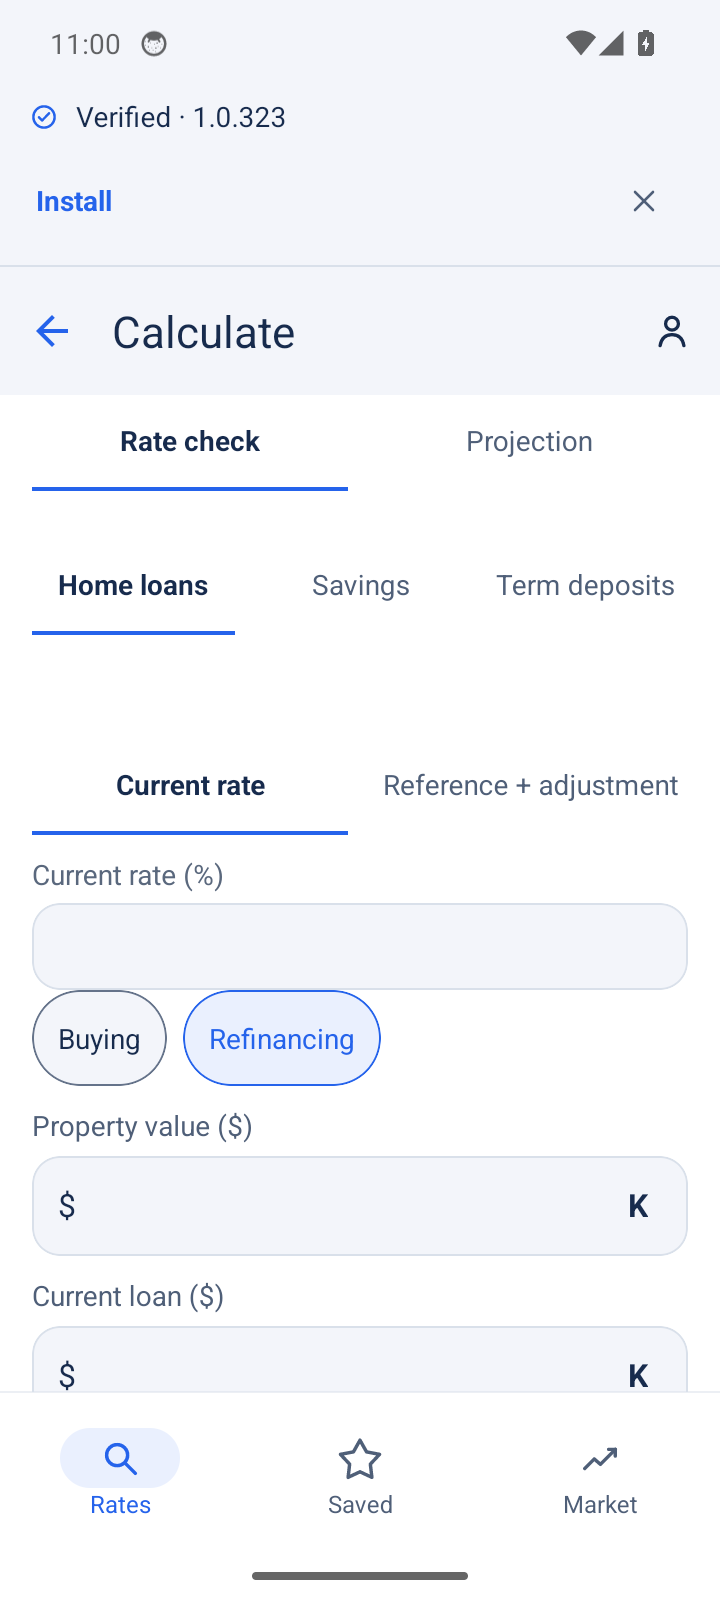 11:00
Verified · 1.0.323
Install
Calculate
Rate check Projection
Home loans Savings Term deposits
Current rate Reference + adjustment
Current rate (%)
Buying Refinancing
Property value ($)
$ K
Current loan ($)
$ K
Rates Saved Market